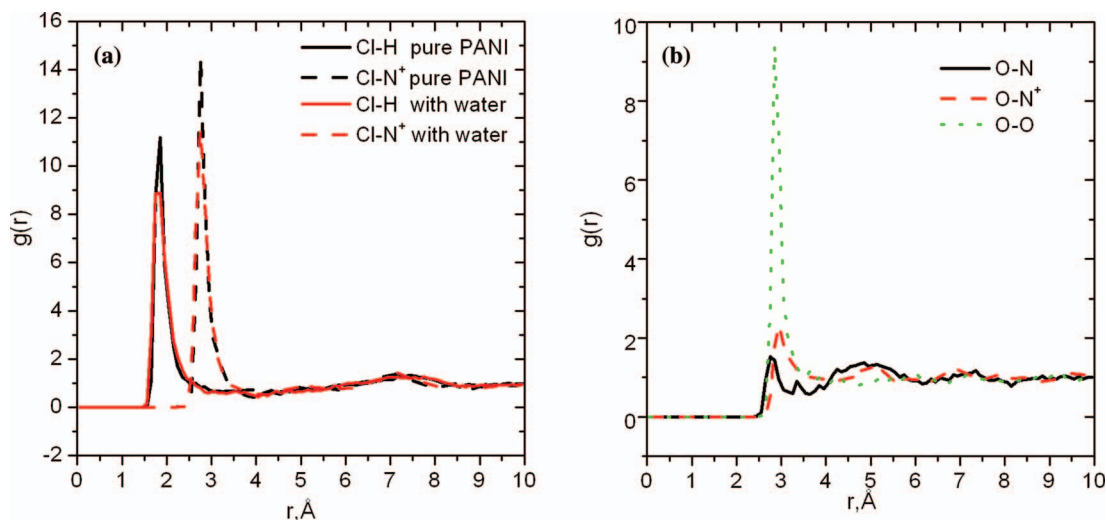 (a)
Cl-H pure PANI
Cl-N⁺ pure PANI
Cl-H with water
Cl-N⁺ with water
g(r)
16
14
12
10
8
6
4
2
0
-2
0 1 2 3 4 5 6 7 8 9 10
r,Å
(b)
O-N
O-N⁺
O-O
g(r)
10
8
6
4
2
0
0 1 2 3 4 5 6 7 8 9 10
r,Å